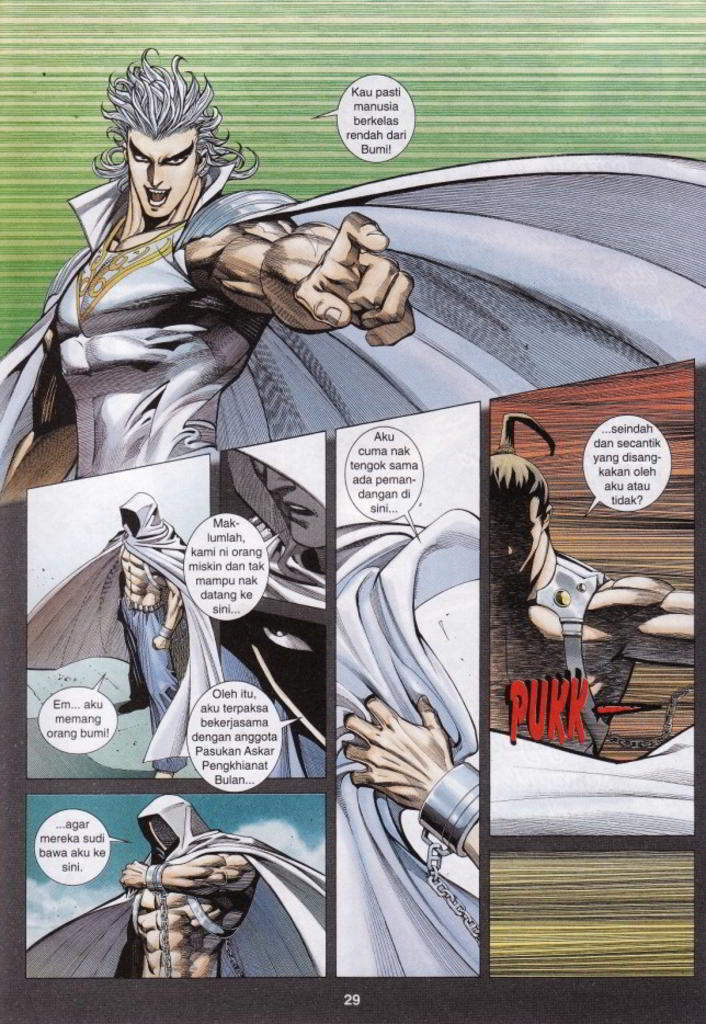 Kau pasti
manusia
berkelas
rendah dari
Bumi!
Em... aku
memang
orang bumi!
Mak-
lumlah,
kami ni orang
miskin dan tak
mampu nak
datang ke
sini...
Oleh itu,
aku terpaksa
bekerjasama
dengan anggota
Pasukan Askar
Pengkhianat
Bulan...
...agar
mereka sudi
bawa aku ke
sini.
Aku
cuma nak
tengok sama
ada peman-
dangan di
sini...
...seindah
dan secantik
yang disang-
kakan oleh
aku atau
tidak?
PUKK
29